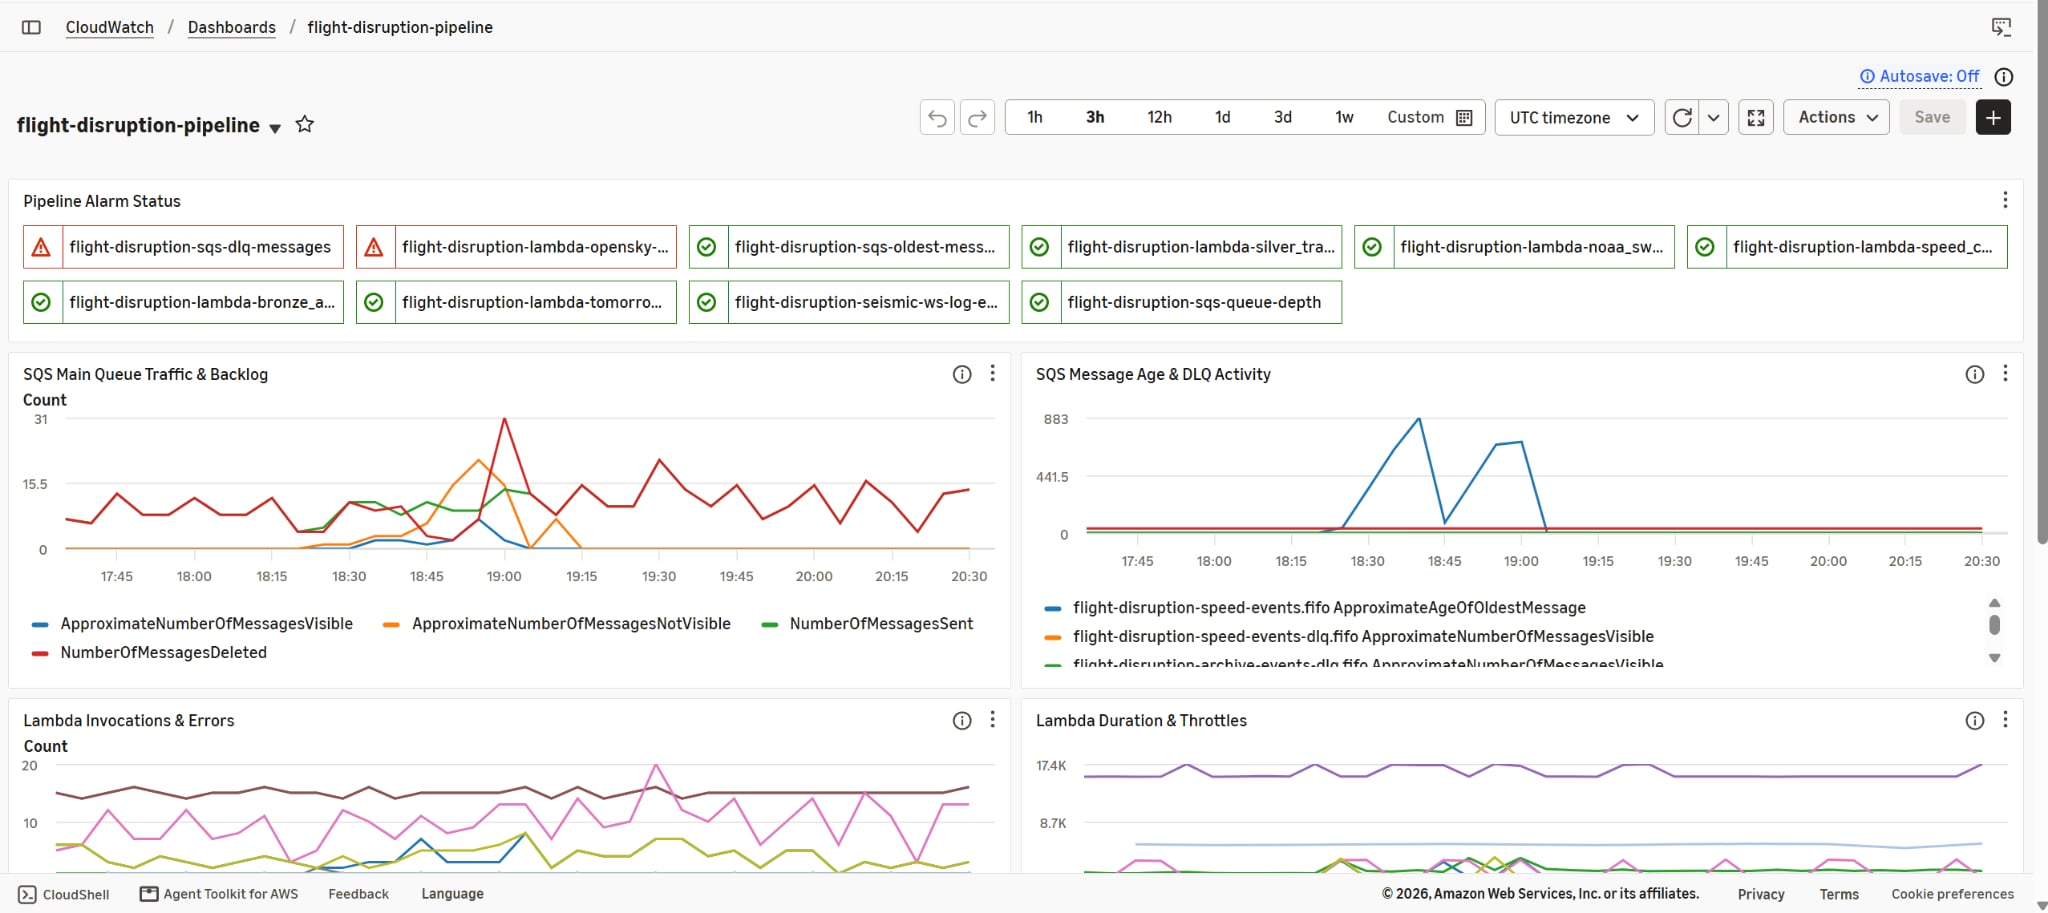 CloudWatch / Dashboards / flight-disruption-pipeline
Autosave: Off
flight-disruption-pipeline
1h 3h 12h 1d 3d 1w Custom UTC timezone Actions Save
Pipeline Alarm Status
flight-disruption-sqs-dlq-messages flight-disruption-lambda-opensky-... flight-disruption-sqs-oldest-mess... flight-disruption-lambda-silver_tra... flight-disruption-lambda-noaa_sw... flight-disruption-lambda-speed_c...
flight-disruption-lambda-bronze_a... flight-disruption-lambda-tomorro... flight-disruption-seismic-ws-log-e... flight-disruption-sqs-queue-depth
SQS Main Queue Traffic & Backlog
Count
31
15.5
0
17:45 18:00 18:15 18:30 18:45 19:00 19:15 19:30 19:45 20:00 20:15 20:30
ApproximateNumberOfMessagesVisible ApproximateNumberOfMessagesNotVisible NumberOfMessagesSent
NumberOfMessagesDeleted
SQS Message Age & DLQ Activity
883
441.5
0
17:45 18:00 18:15 18:30 18:45 19:00 19:15 19:30 19:45 20:00 20:15 20:30
flight-disruption-speed-events.fifo ApproximateAgeOfOldestMessage
flight-disruption-speed-events-dlq.fifo ApproximateNumberOfMessagesVisible
flight-disruption-archive-events-dlq.fifo ApproximateNumberOfMessagesVisible
Lambda Invocations & Errors
Count
20
10
Lambda Duration & Throttles
17.4K
8.7K
CloudShell Agent Toolkit for AWS Feedback Language © 2026, Amazon Web Services, Inc. or its affiliates. Privacy Terms Cookie preferences